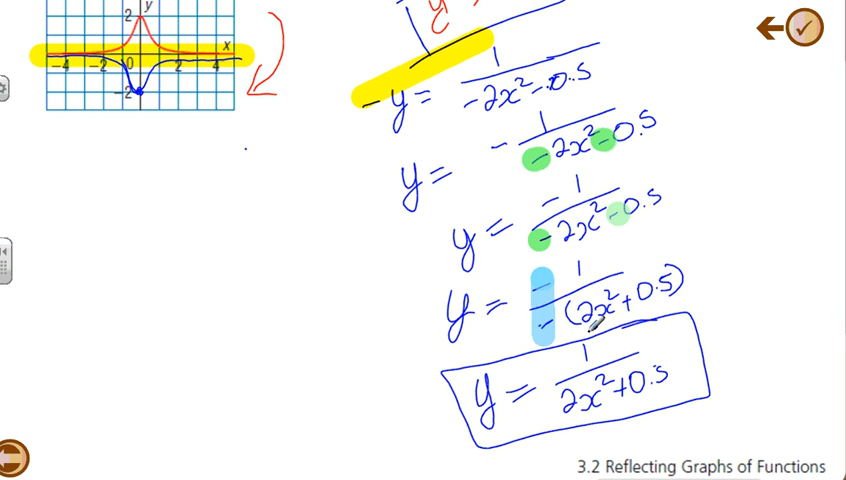 2
y
x
-4 -2 0 2 4
-2
-y = 1/(-2x² - 0.5)
y = - 1/(-2x² - 0.5)
y = -1/(-2x² - 0.5)
y = -1/(-(2x² + 0.5))
y = 1/(2x² + 0.5)
3.2 Reflecting Graphs of Functions